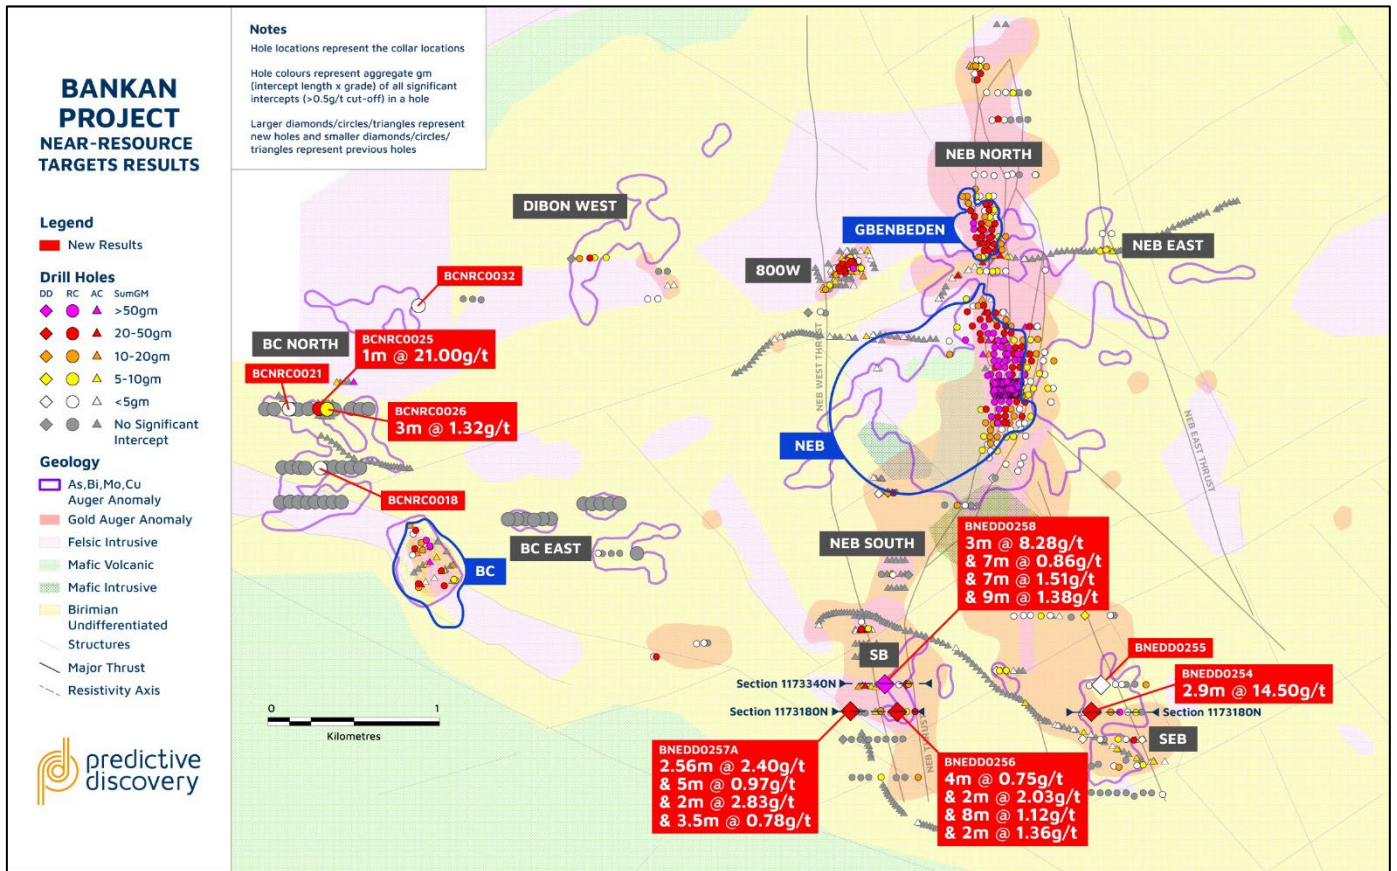 BANKAN
PROJECT
NEAR-RESOURCE
TARGETS RESULTS
Legend
New Results
Drill Holes
DD RC AC SumGM
>50gm
20-50gm
10-20gm
5-10gm
<5gm
No Significant
Intercept
Geology
As,Bi,Mo,Cu
Auger Anomaly
Gold Auger Anomaly
Felsic Intrusive
Mafic Volcanic
Mafic Intrusive
Birimian
Undifferentiated
Structures
Major Thrust
Resistivity Axis
predictive
discovery
Notes
Hole locations represent the collar locations
Hole colours represent aggregate gm
(intercept length x grade) of all significant
intercepts (>0.5g/t cut-off) in a hole
Larger diamonds/circles/triangles represent
new holes and smaller diamonds/circles/
triangles represent previous holes
NEB NORTH
DIBON WEST
GBENBEDEN
NEB EAST
800W
BCNRC0032
BC NORTH
BCNRC0025
1m @ 21.00g/t
BCNRC0021
BCNRC0026
3m @ 1.32g/t
NEB WEST THRUST
NEB EAST THRUST
NEB
BCNRC0018
BC EAST
BC
NEB SOUTH
BNEDD0258
3m @ 8.28g/t
& 7m @ 0.86g/t
& 7m @ 1.51g/t
& 9m @ 1.38g/t
SB
BNEDD0255
BNEDD0254
2.9m @ 14.50g/t
Section 1173340N
Section 1173180N
Section 1173180N
SEB
NEB THRUST
0 1
Kilometres
BNEDD0257A
2.56m @ 2.40g/t
& 5m @ 0.97g/t
& 2m @ 2.83g/t
& 3.5m @ 0.78g/t
BNEDD0256
4m @ 0.75g/t
& 2m @ 2.03g/t
& 8m @ 1.12g/t
& 2m @ 1.36g/t